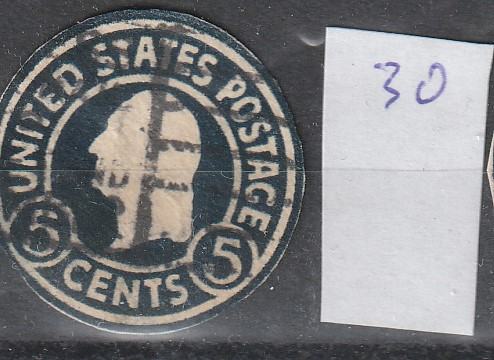 UNITED STATES POSTAGE
5 5
CENTS
30